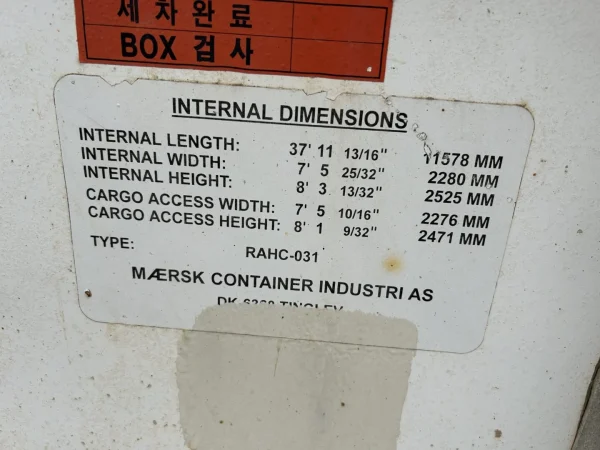 세차완료
BOX 검사
INTERNAL DIMENSIONS
INTERNAL LENGTH: 37' 11 13/16" 11578 MM
INTERNAL WIDTH: 7' 5 25/32" 2280 MM
INTERNAL HEIGHT: 8' 3 13/32" 2525 MM
CARGO ACCESS WIDTH: 7' 5 10/16" 2276 MM
CARGO ACCESS HEIGHT: 8' 1 9/32" 2471 MM
TYPE: RAHC-031
MÆRSK CONTAINER INDUSTRI AS
DK-6360 TINGLEV